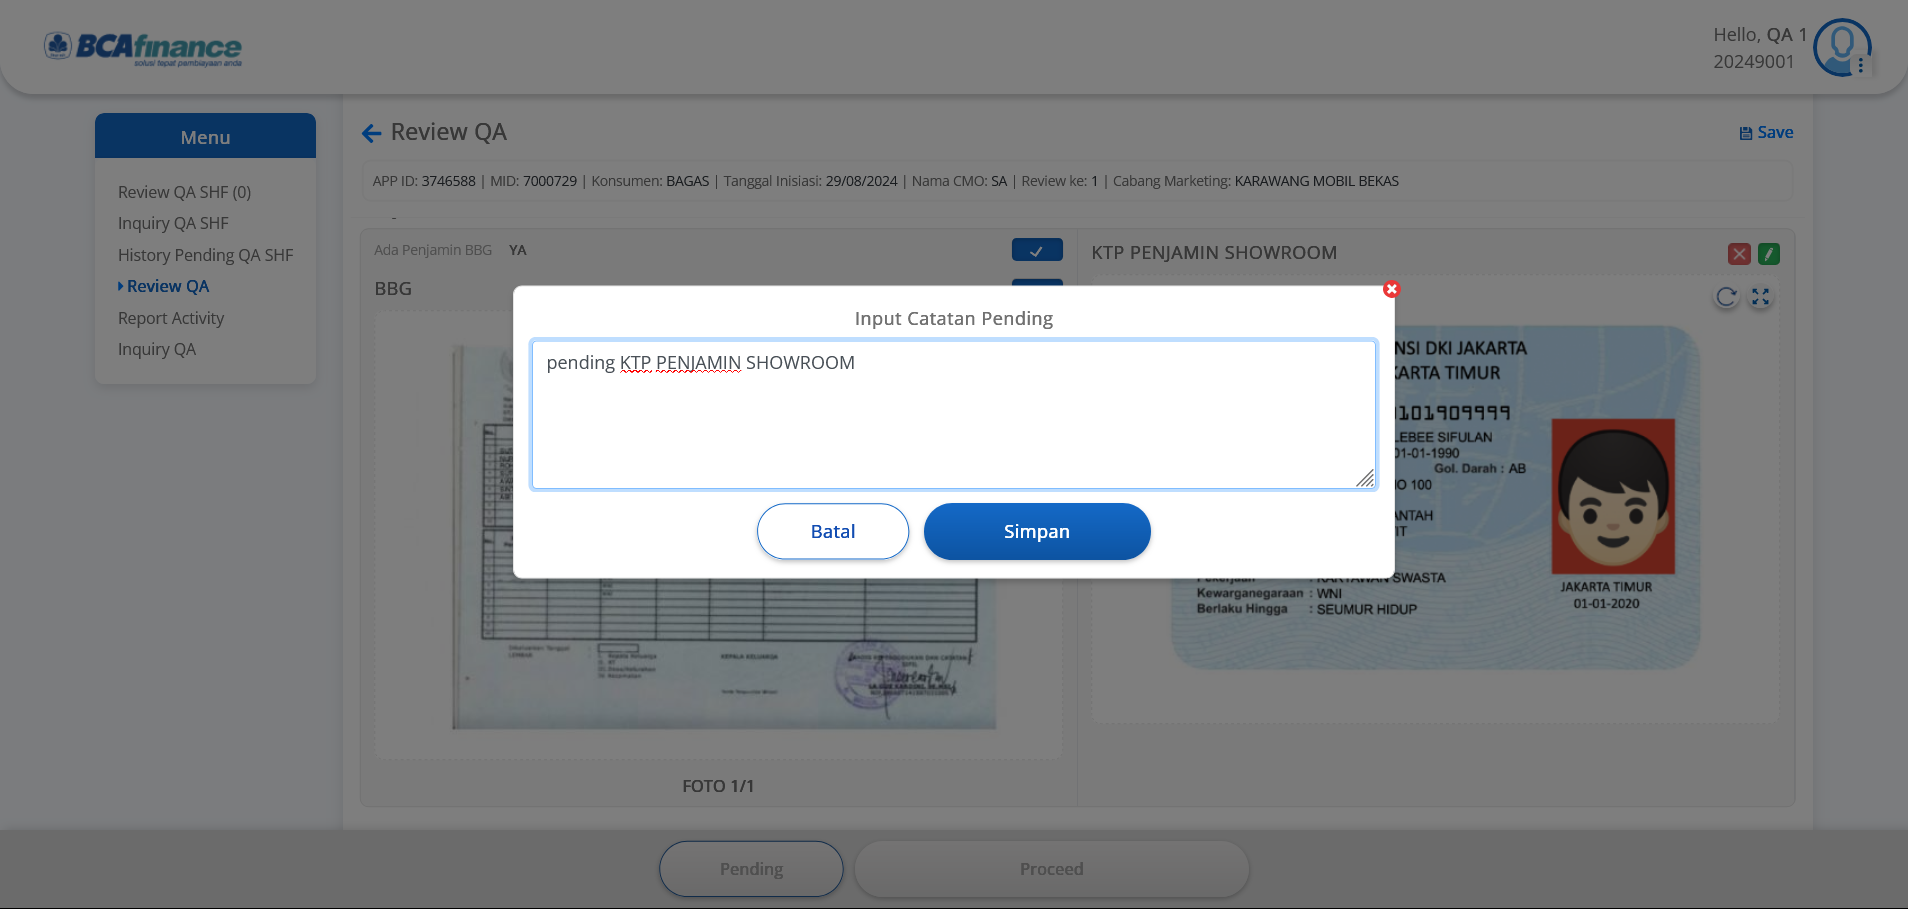 BCAfinance
solusi tepat pembiayaan anda
Hello, QA 1
20249001
Menu
Review QA SHF (0)
Inquiry QA SHF
History Pending QA SHF
Review QA
Report Activity
Inquiry QA
Review QA
Save
APP ID: 3746588 | MID: 7000729 | Konsumen: BAGAS | Tanggal Inisiasi: 29/08/2024 | Nama CMO: SA | Review ke: 1 | Cabang Marketing: KARAWANG MOBIL BEKAS
Ada Penjamin BBG YA
BBG
KTP PENJAMIN SHOWROOM
Input Catatan Pending
pending KTP PENJAMIN SHOWROOM
Batal
Simpan
NSI DKI JAKARTA
KARTA TIMUR
101909999
LEBEE SIFULAN
01-01-1990
Gol. Darah : AB
NO 100
ANTAH
IT
Pekerjaan : KARYAWAN SWASTA
Kewarganegaraan : WNI
Berlaku Hingga : SEUMUR HIDUP
JAKARTA TIMUR
01-01-2020
KEPALA KELUARGA
FOTO 1/1
Pending
Proceed